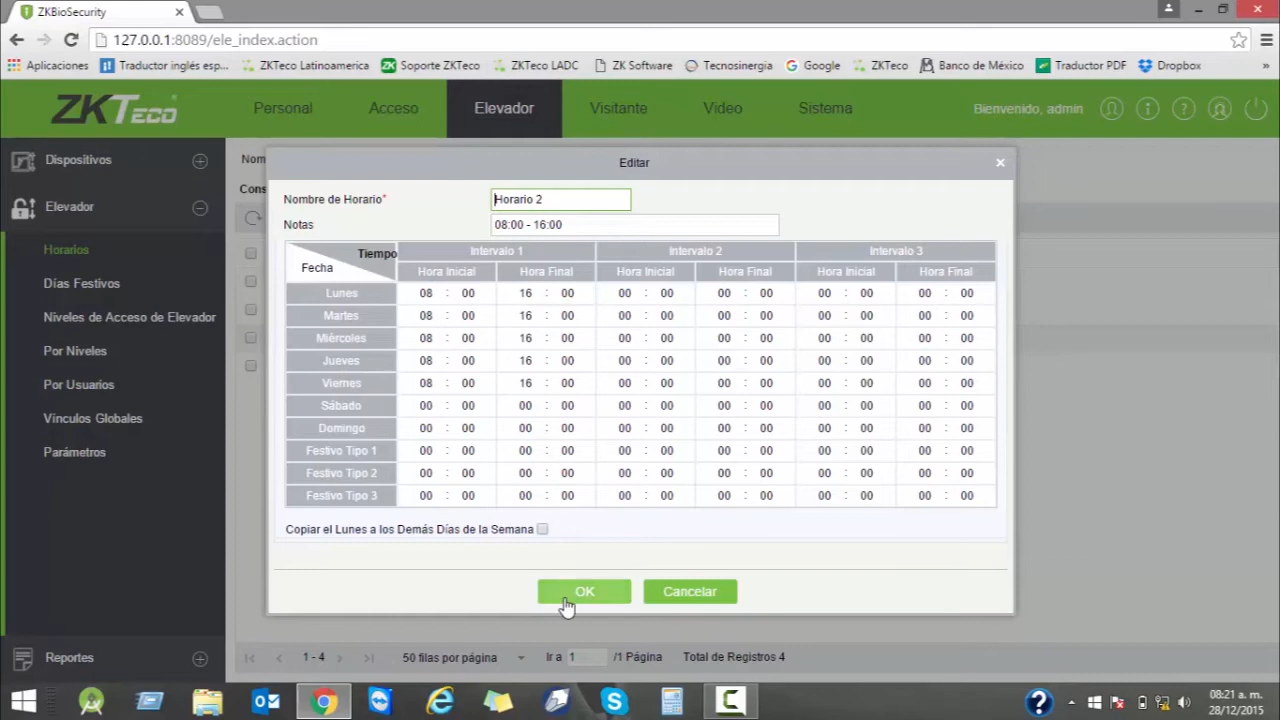 ZKBioSecurity
127.0.0.1:8089/ele_index.action
Aplicaciones Traductor inglés esp... ZKTeco Latinoamerica Soporte ZKTeco ZKTeco LADC ZK Software Tecnosinergia Google ZKTeco Banco de México Traductor PDF Dropbox »
ZKTECO Personal Acceso Elevador Visitante Video Sistema Bienvenido, admin
Dispositivos
Elevador
Horarios
Días Festivos
Niveles de Acceso de Elevador
Por Niveles
Por Usuarios
Vínculos Globales
Parámetros
Reportes
Nom
Cons
Editar
Nombre de Horario* Horario 2
Notas 08:00 - 16:00
Tiempo Intervalo 1 Intervalo 2 Intervalo 3
Fecha Hora Inicial Hora Final Hora Inicial Hora Final Hora Inicial Hora Final
Lunes 08 : 00 16 : 00 00 : 00 00 : 00 00 : 00 00 : 00
Martes 08 : 00 16 : 00 00 : 00 00 : 00 00 : 00 00 : 00
Miércoles 08 : 00 16 : 00 00 : 00 00 : 00 00 : 00 00 : 00
Jueves 08 : 00 16 : 00 00 : 00 00 : 00 00 : 00 00 : 00
Viernes 08 : 00 16 : 00 00 : 00 00 : 00 00 : 00 00 : 00
Sábado 00 : 00 00 : 00 00 : 00 00 : 00 00 : 00 00 : 00
Domingo 00 : 00 00 : 00 00 : 00 00 : 00 00 : 00 00 : 00
Festivo Tipo 1 00 : 00 00 : 00 00 : 00 00 : 00 00 : 00 00 : 00
Festivo Tipo 2 00 : 00 00 : 00 00 : 00 00 : 00 00 : 00 00 : 00
Festivo Tipo 3 00 : 00 00 : 00 00 : 00 00 : 00 00 : 00 00 : 00
Copiar el Lunes a los Demás Días de la Semana
OK Cancelar
1 - 4 50 filas por página Ir a 1 /1 Página Total de Registros 4
08:21 a. m.
28/12/2015